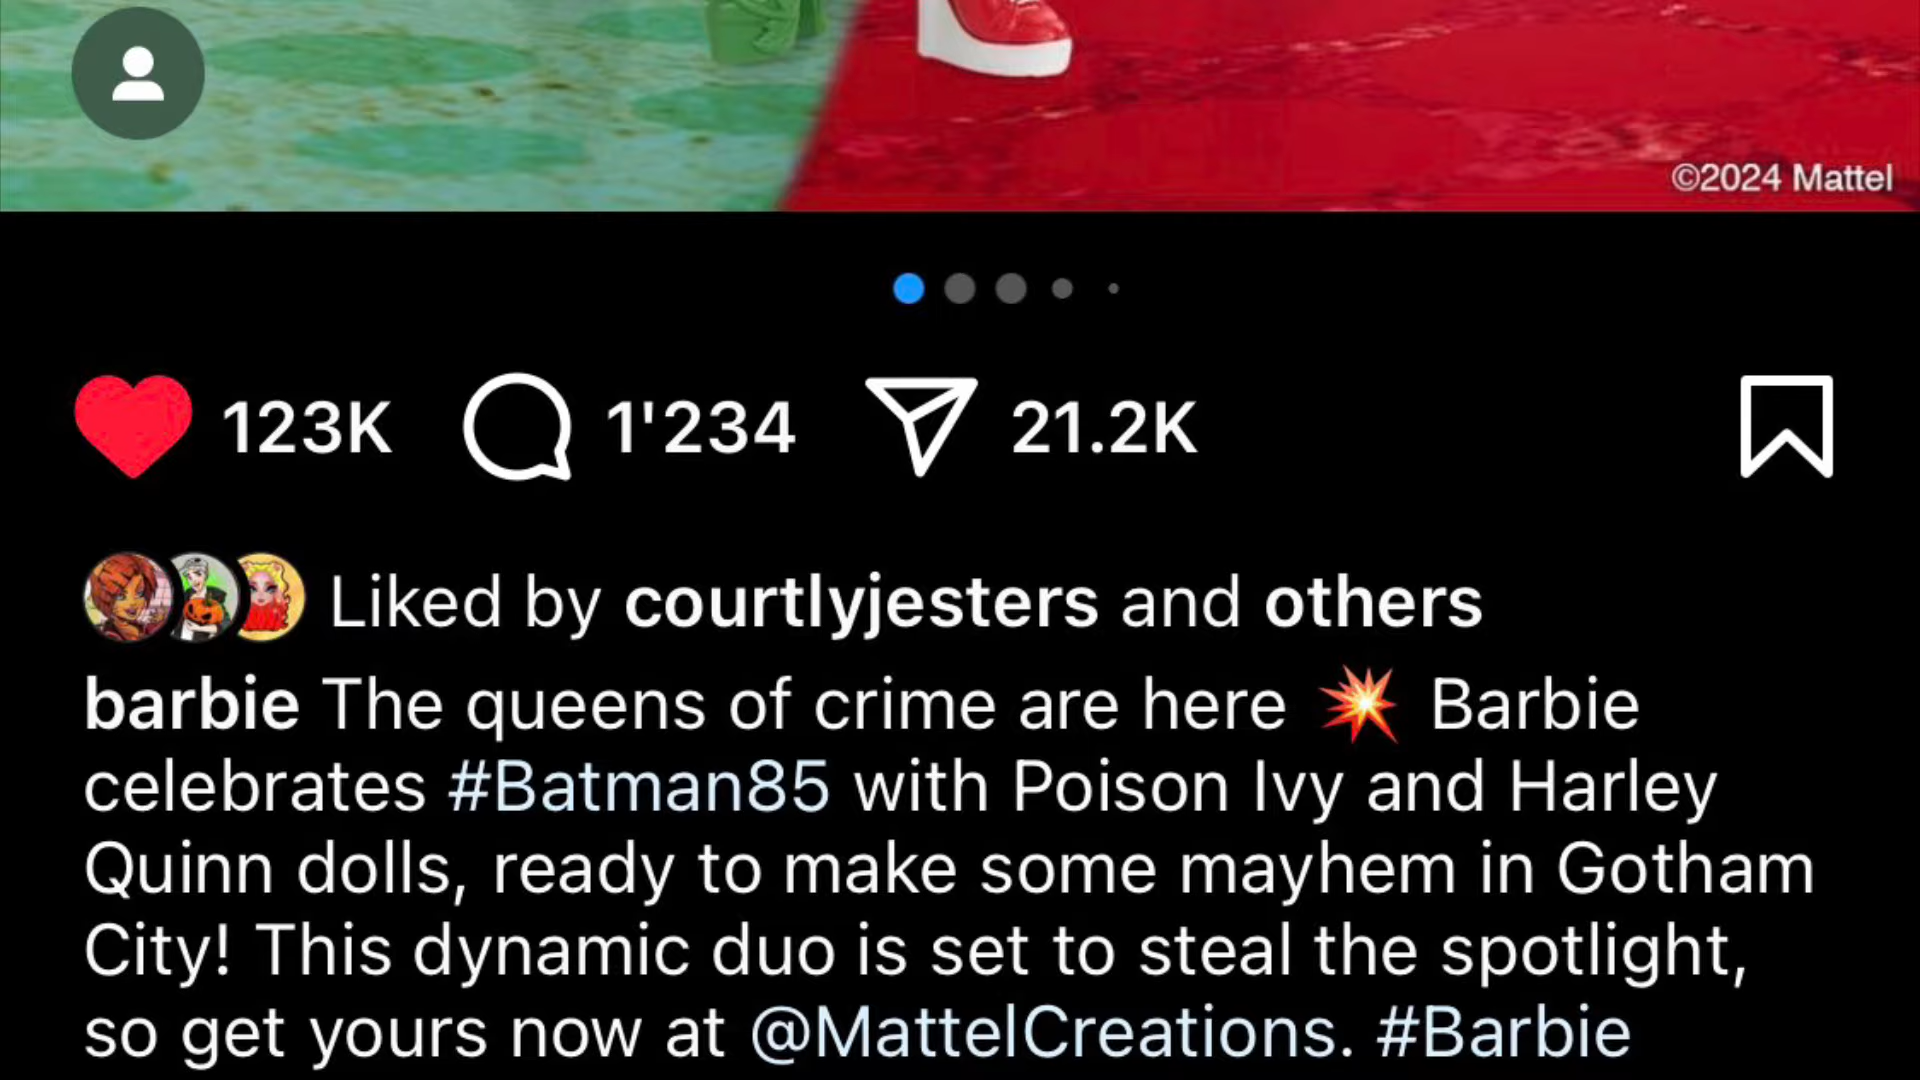 ©2024 Mattel
123K 1'234 21.2K
Liked by courtlyjesters and others
barbie The queens of crime are here 💥 Barbie
celebrates #Batman85 with Poison Ivy and Harley
Quinn dolls, ready to make some mayhem in Gotham
City! This dynamic duo is set to steal the spotlight,
so get yours now at @MattelCreations. #Barbie